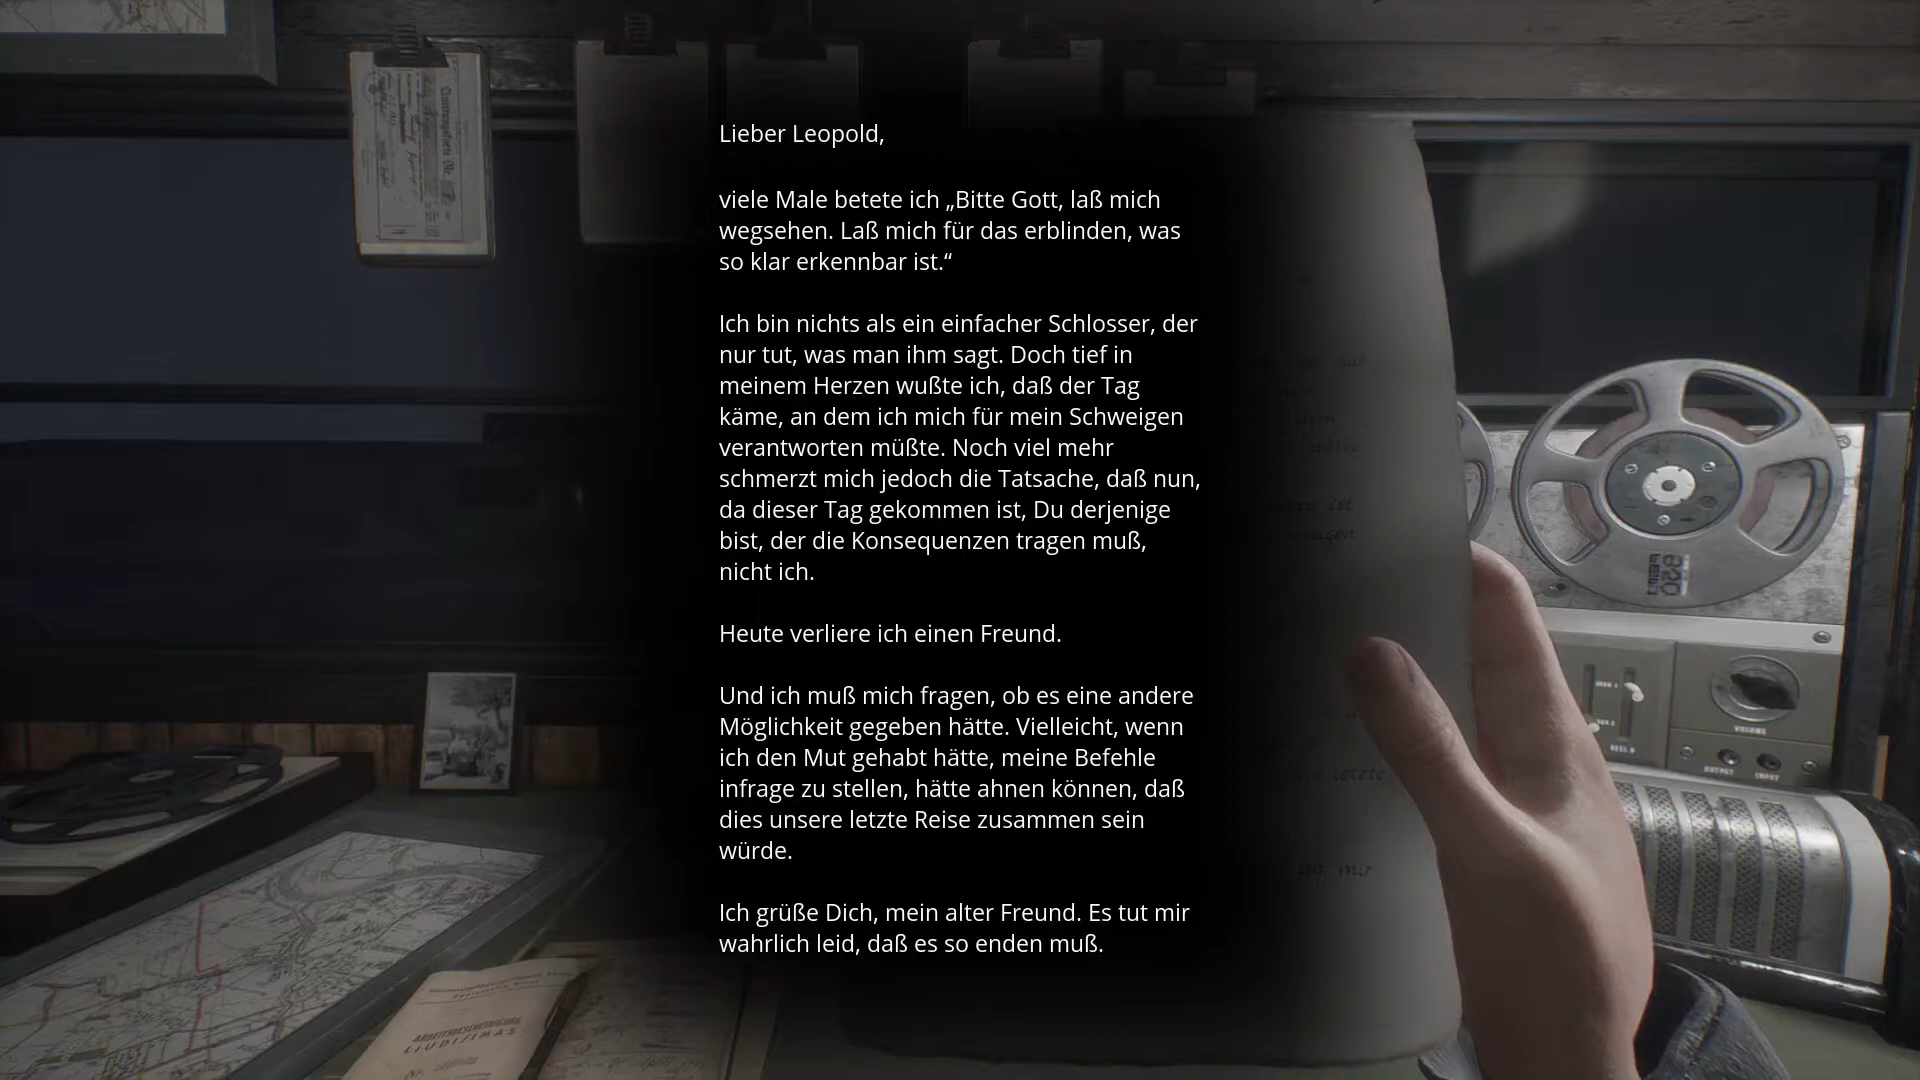 Lieber Leopold,
viele Male betete ich „Bitte Gott, laß mich
wegsehen. Laß mich für das erblinden, was
so klar erkennbar ist.“
Ich bin nichts als ein einfacher Schlosser, der
nur tut, was man ihm sagt. Doch tief in
meinem Herzen wußte ich, daß der Tag
käme, an dem ich mich für mein Schweigen
verantworten müßte. Noch viel mehr
schmerzt mich jedoch die Tatsache, daß nun,
da dieser Tag gekommen ist, Du derjenige
bist, der die Konsequenzen tragen muß,
nicht ich.
Heute verliere ich einen Freund.
Und ich muß mich fragen, ob es eine andere
Möglichkeit gegeben hätte. Vielleicht, wenn
ich den Mut gehabt hätte, meine Befehle
infrage zu stellen, hätte ahnen können, daß
dies unsere letzte Reise zusammen sein
würde.
Ich grüße Dich, mein alter Freund. Es tut mir
wahrlich leid, daß es so enden muß.
VOLUME
OUTPUT INPUT
ARBEITSBESCHEINIGUNG
LIUDIJIMAS
Nr.